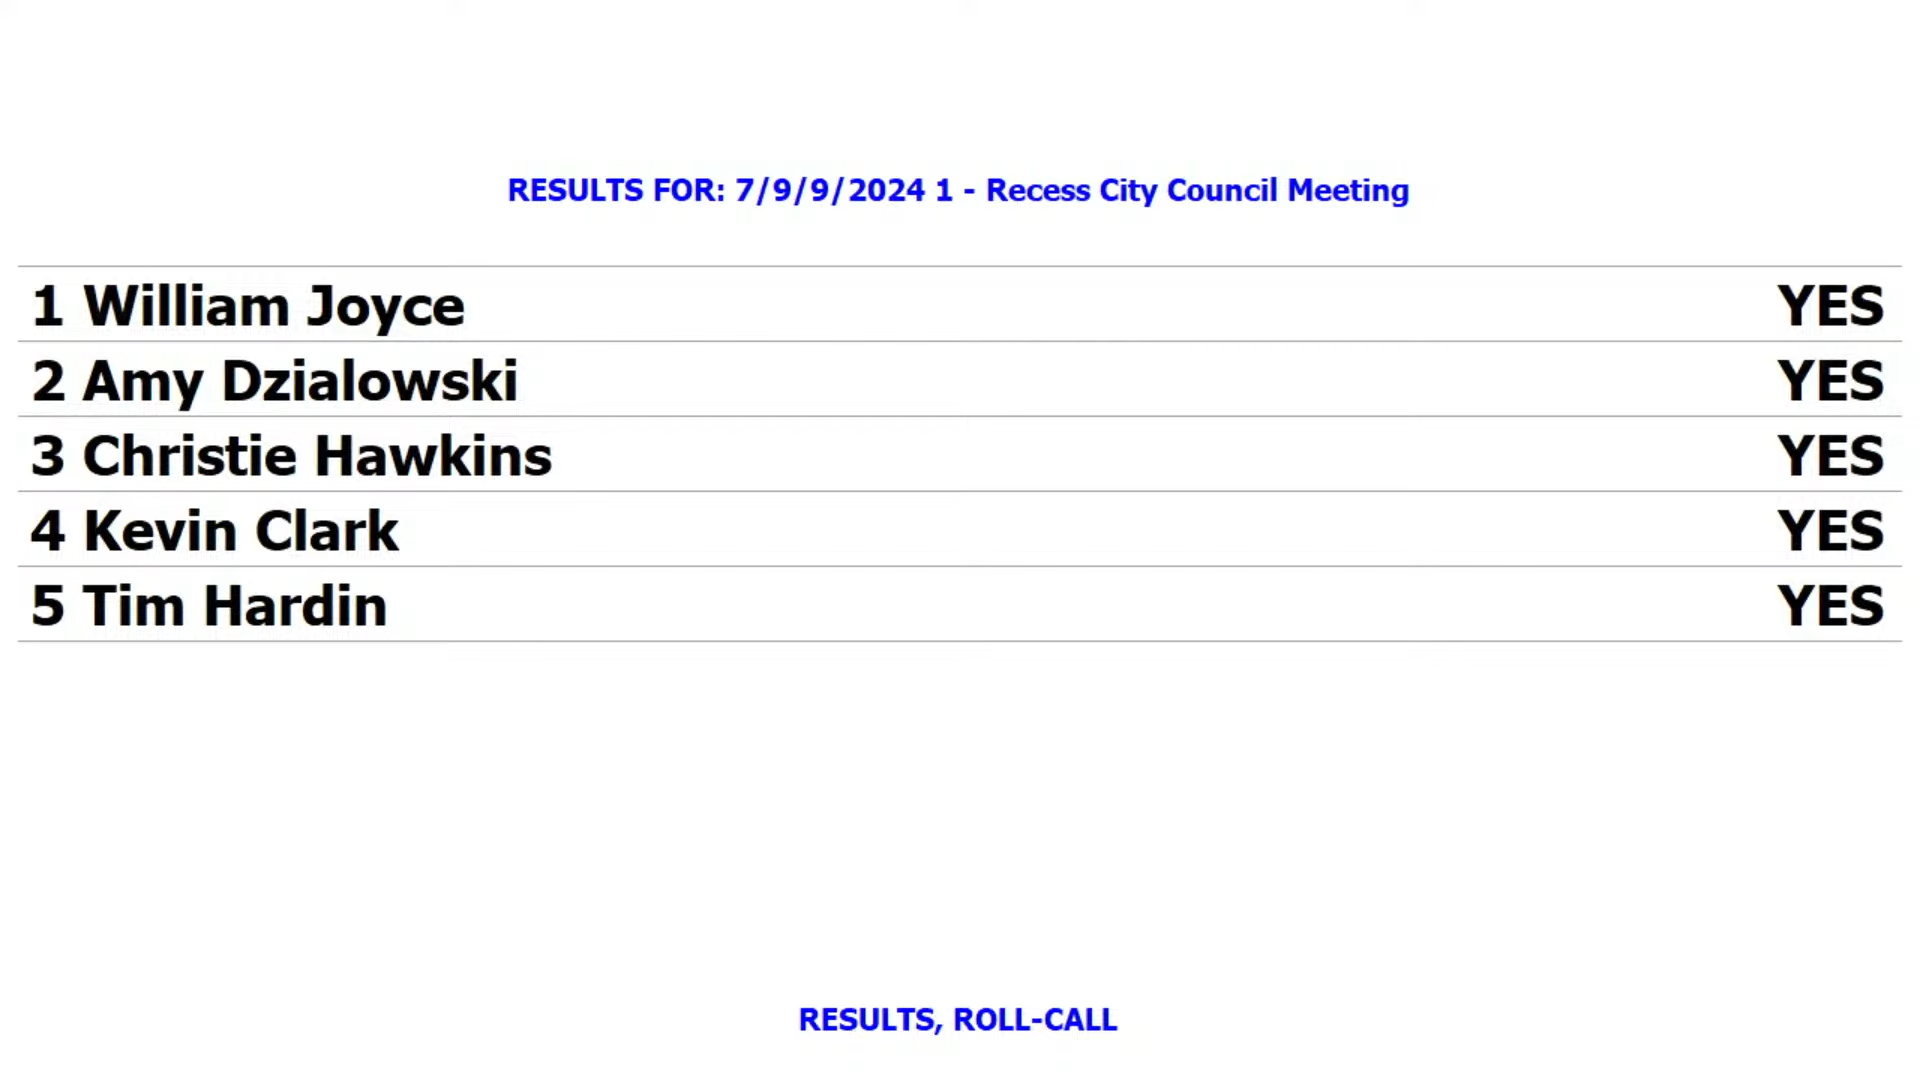 RESULTS FOR: 7/9/9/2024 1 - Recess City Council Meeting
1 William Joyce YES
2 Amy Dzialowski YES
3 Christie Hawkins YES
4 Kevin Clark YES
5 Tim Hardin YES
RESULTS, ROLL-CALL